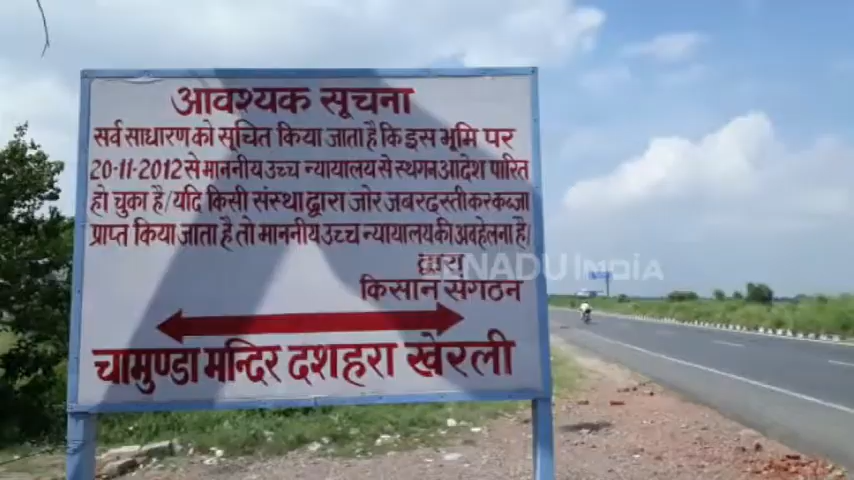 आवश्यक सूचना
सर्व साधारण को सूचित किया जाता है कि इस भूमि पर
20-11-2012 से माननीय उच्च न्यायालय से स्थगन आदेश पारित
हो चुका है/यदि किसी संस्था द्वारा जोर जबरदस्ती कर कब्जा
प्राप्त किया जाता है तो माननीय उच्च न्यायालय की अवहेलना है।
द्वारा
किसान संगठन
चामुण्डा मन्दिर दशहरा खेरली